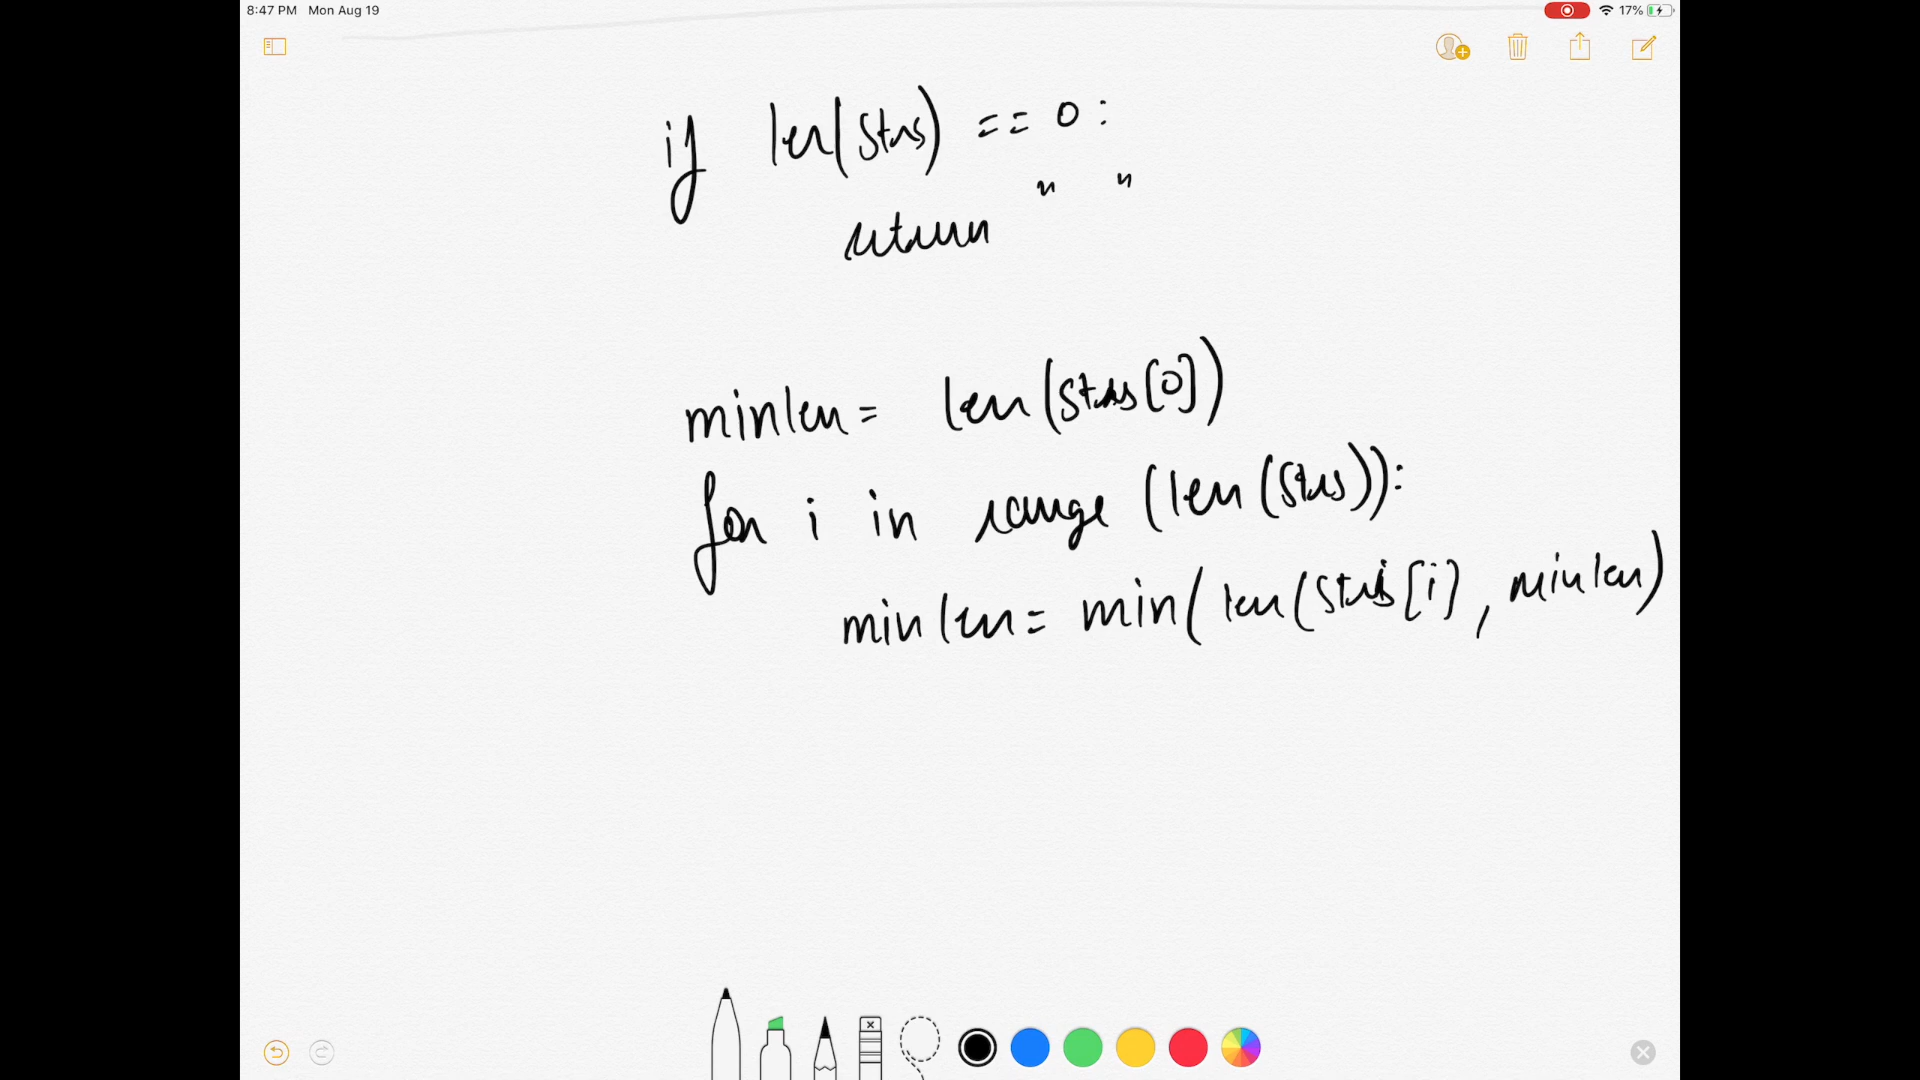 8:47 PM Mon Aug 19
17%
if len(strs) == 0:
return " "
minlen = len(strs[0])
for i in range (len(strs)):
minlen = min(len(strs[i], minlen)